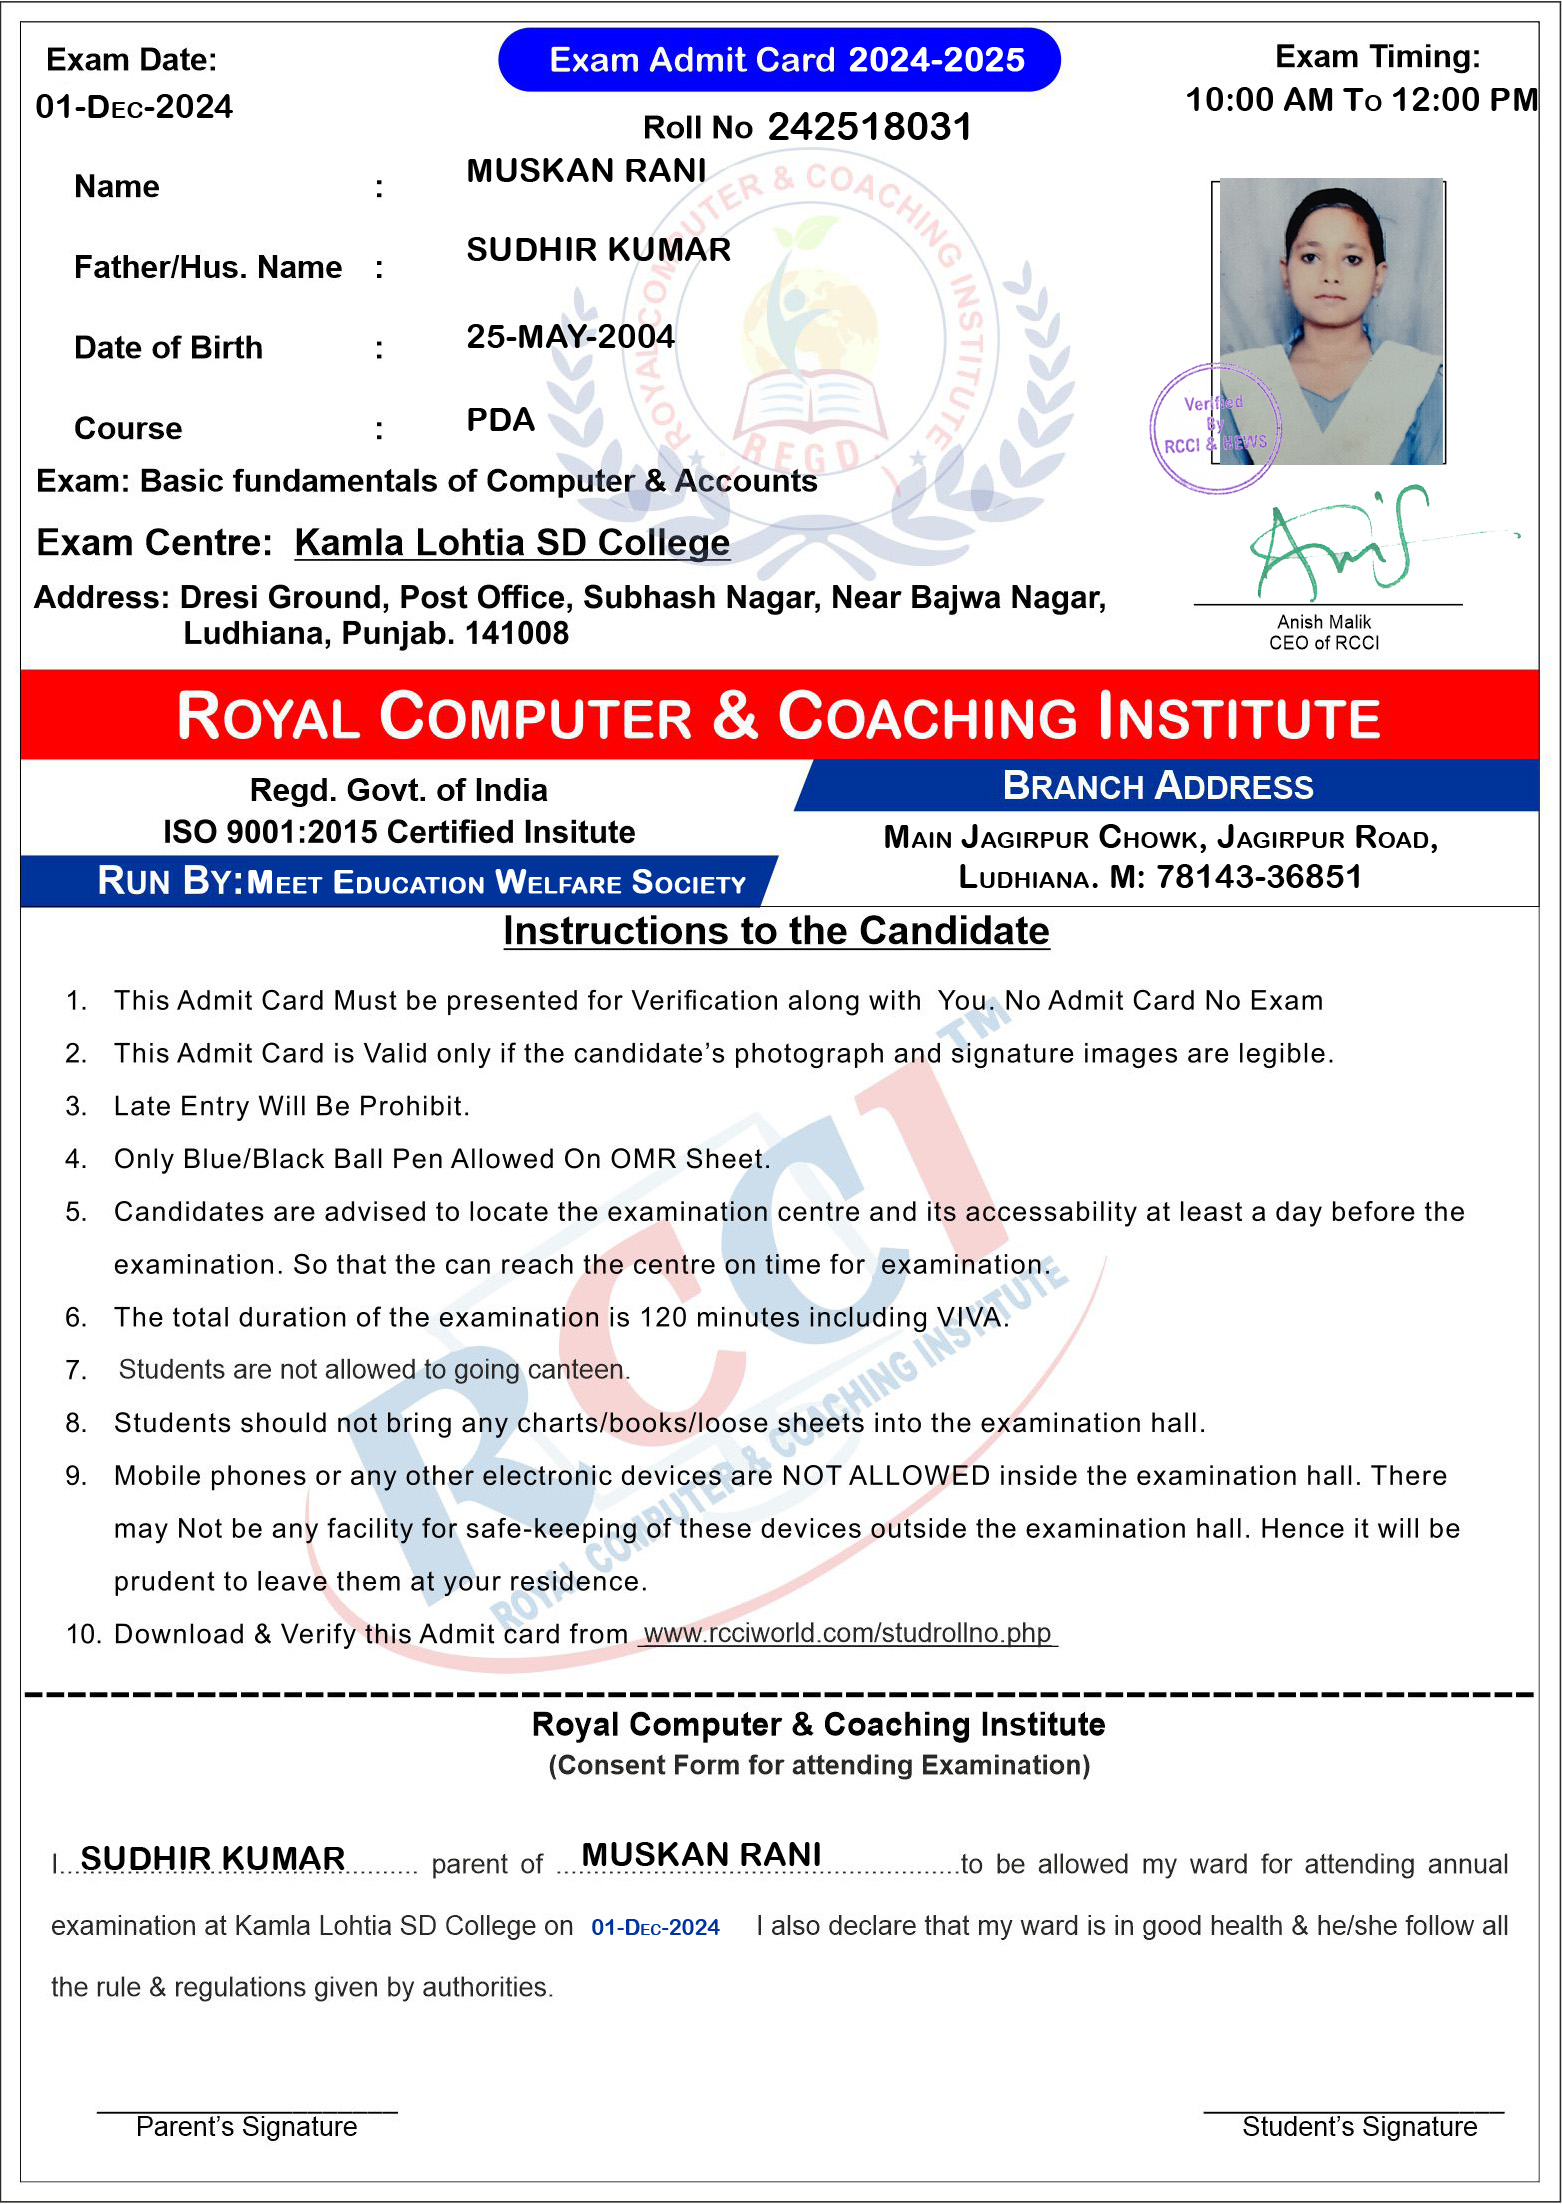 Exam Date:
01-Dec-2024
Exam Admit Card 2024-2025
Roll No 242518031
Exam Timing:
10:00 AM To 12:00 PM
Name : MUSKAN RANI
Father/Hus. Name : SUDHIR KUMAR
Date of Birth : 25-MAY-2004
Course : PDA
Exam: Basic fundamentals of Computer & Accounts
Exam Centre: Kamla Lohtia SD College
Address: Dresi Ground, Post Office, Subhash Nagar, Near Bajwa Nagar,
Ludhiana, Punjab. 141008
ROYAL COMPUTER & COACHING INSTITUTE
REGD.
Verified
By
RCCI & HEWS
Anish Malik
CEO of RCCI
Royal Computer & Coaching Institute
Regd. Govt. of India
ISO 9001:2015 Certified Insitute
Run By:Meet Education Welfare Society
Branch Address
Main Jagirpur Chowk, Jagirpur Road,
Ludhiana. M: 78143-36851
Instructions to the Candidate
1. This Admit Card Must be presented for Verification along with You. No Admit Card No Exam
2. This Admit Card is Valid only if the candidate’s photograph and signature images are legible.
3. Late Entry Will Be Prohibit.
4. Only Blue/Black Ball Pen Allowed On OMR Sheet.
5. Candidates are advised to locate the examination centre and its accessability at least a day before the
examination. So that the can reach the centre on time for examination.
6. The total duration of the examination is 120 minutes including VIVA.
7. Students are not allowed to going canteen.
8. Students should not bring any charts/books/loose sheets into the examination hall.
9. Mobile phones or any other electronic devices are NOT ALLOWED inside the examination hall. There
may Not be any facility for safe-keeping of these devices outside the examination hall. Hence it will be
prudent to leave them at your residence.
10. Download & Verify this Admit card from www.rcciworld.com/studrollno.php
RCCI™
ROYAL COMPUTER & COACHING INSTITUTE
Royal Computer & Coaching Institute
(Consent Form for attending Examination)
I...SUDHIR KUMAR.......... parent of ...MUSKAN RANI....................to be allowed my ward for attending annual
examination at Kamla Lohtia SD College on 01-Dec-2024 I also declare that my ward is in good health & he/she follow all
the rule & regulations given by authorities.
Parent’s Signature
Student’s Signature